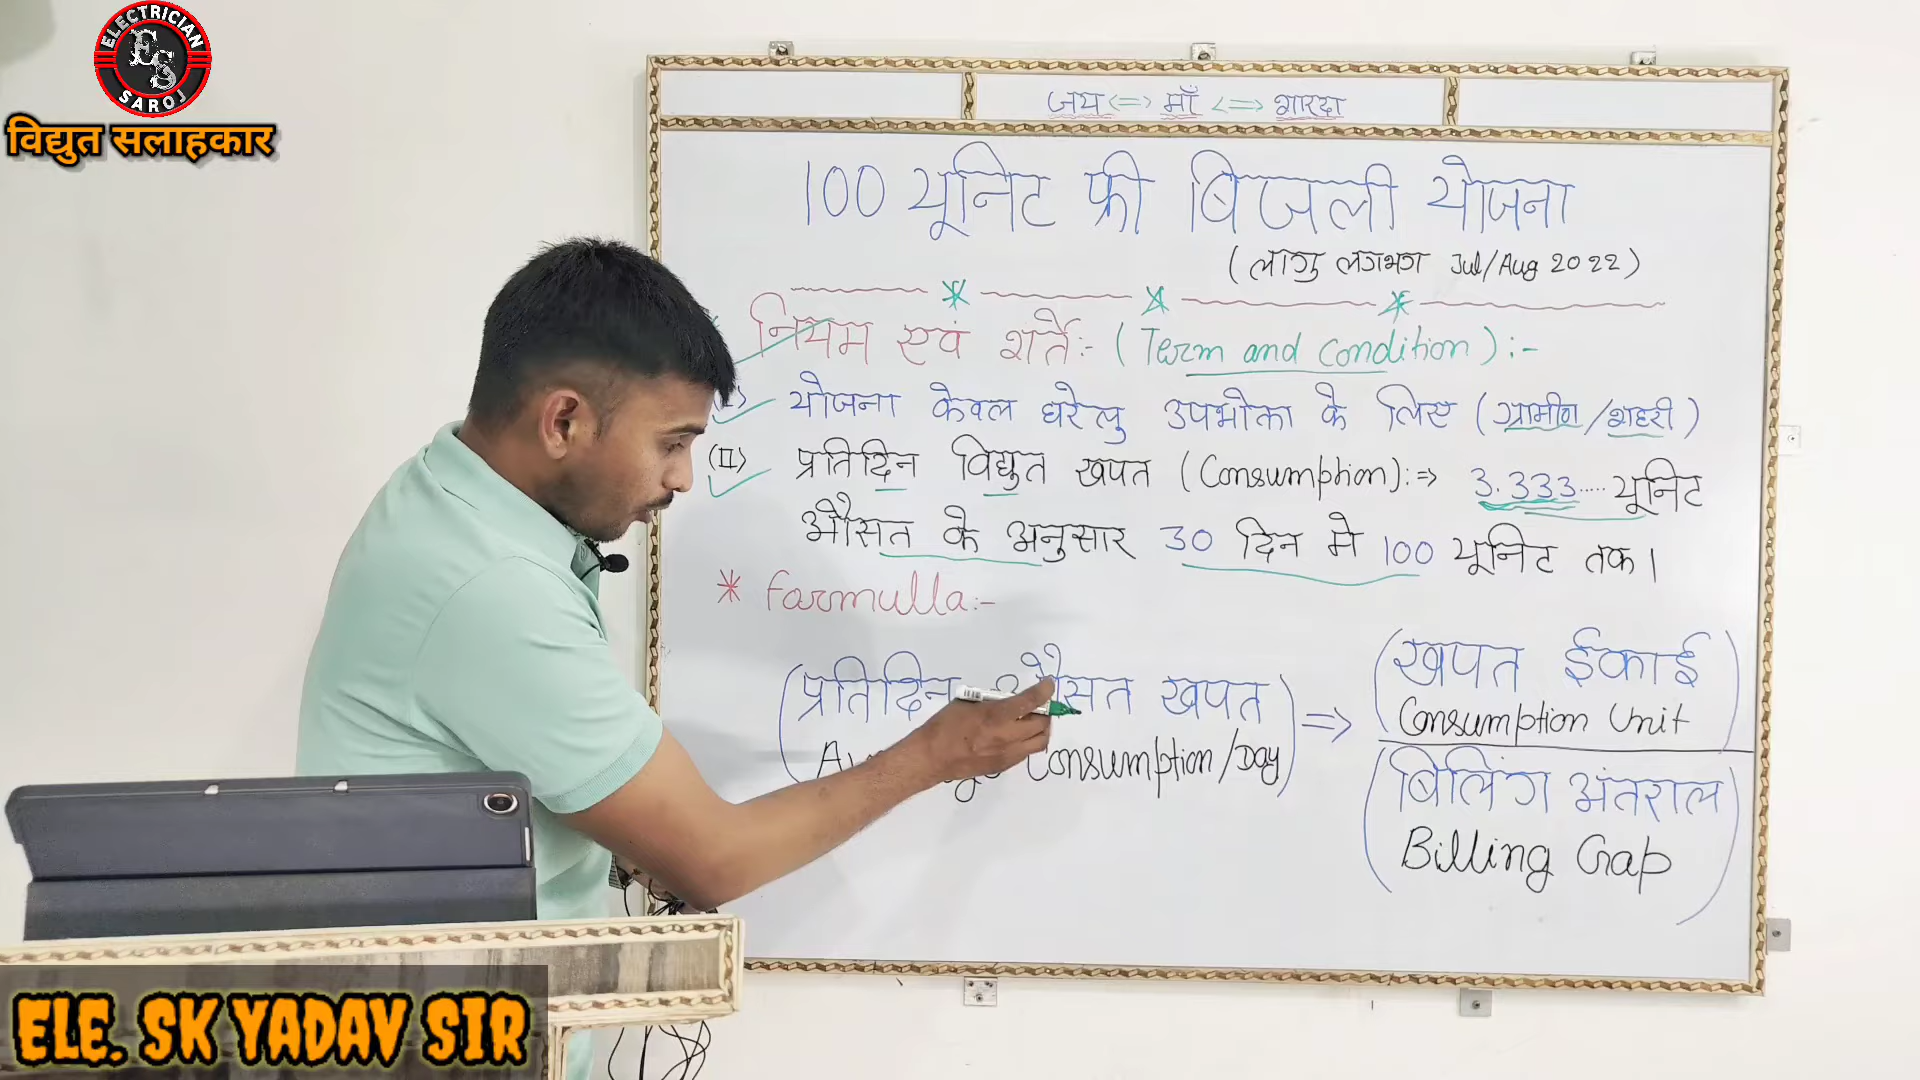 ELECTRICIAN
ES
SAROJ
विद्युत सलाहकार
जय <=> माँ <=> शारदा
100 यूनिट फ्री बिजली योजना
(लागु लगभग Jul/Aug 2022)
नियम एवं शर्ते:- (Term and condition):-
योजना केवल घरेलु उपभोक्ता के लिए (ग्रामीण/शहरी)
(II) प्रतिदिन विद्युत खपत (Consumption):=> 3.333..... यूनिट
औसत के अनुसार 30 दिन मे 100 यूनिट तक।
* Farmulla:-
(प्रतिदिन औसत खपत) => (खपत ईकाई
Consumption/Day) Consumption Unit)
(बिलिंग अंतराल
Billing Gap)
ELE. SK YADAV SIR